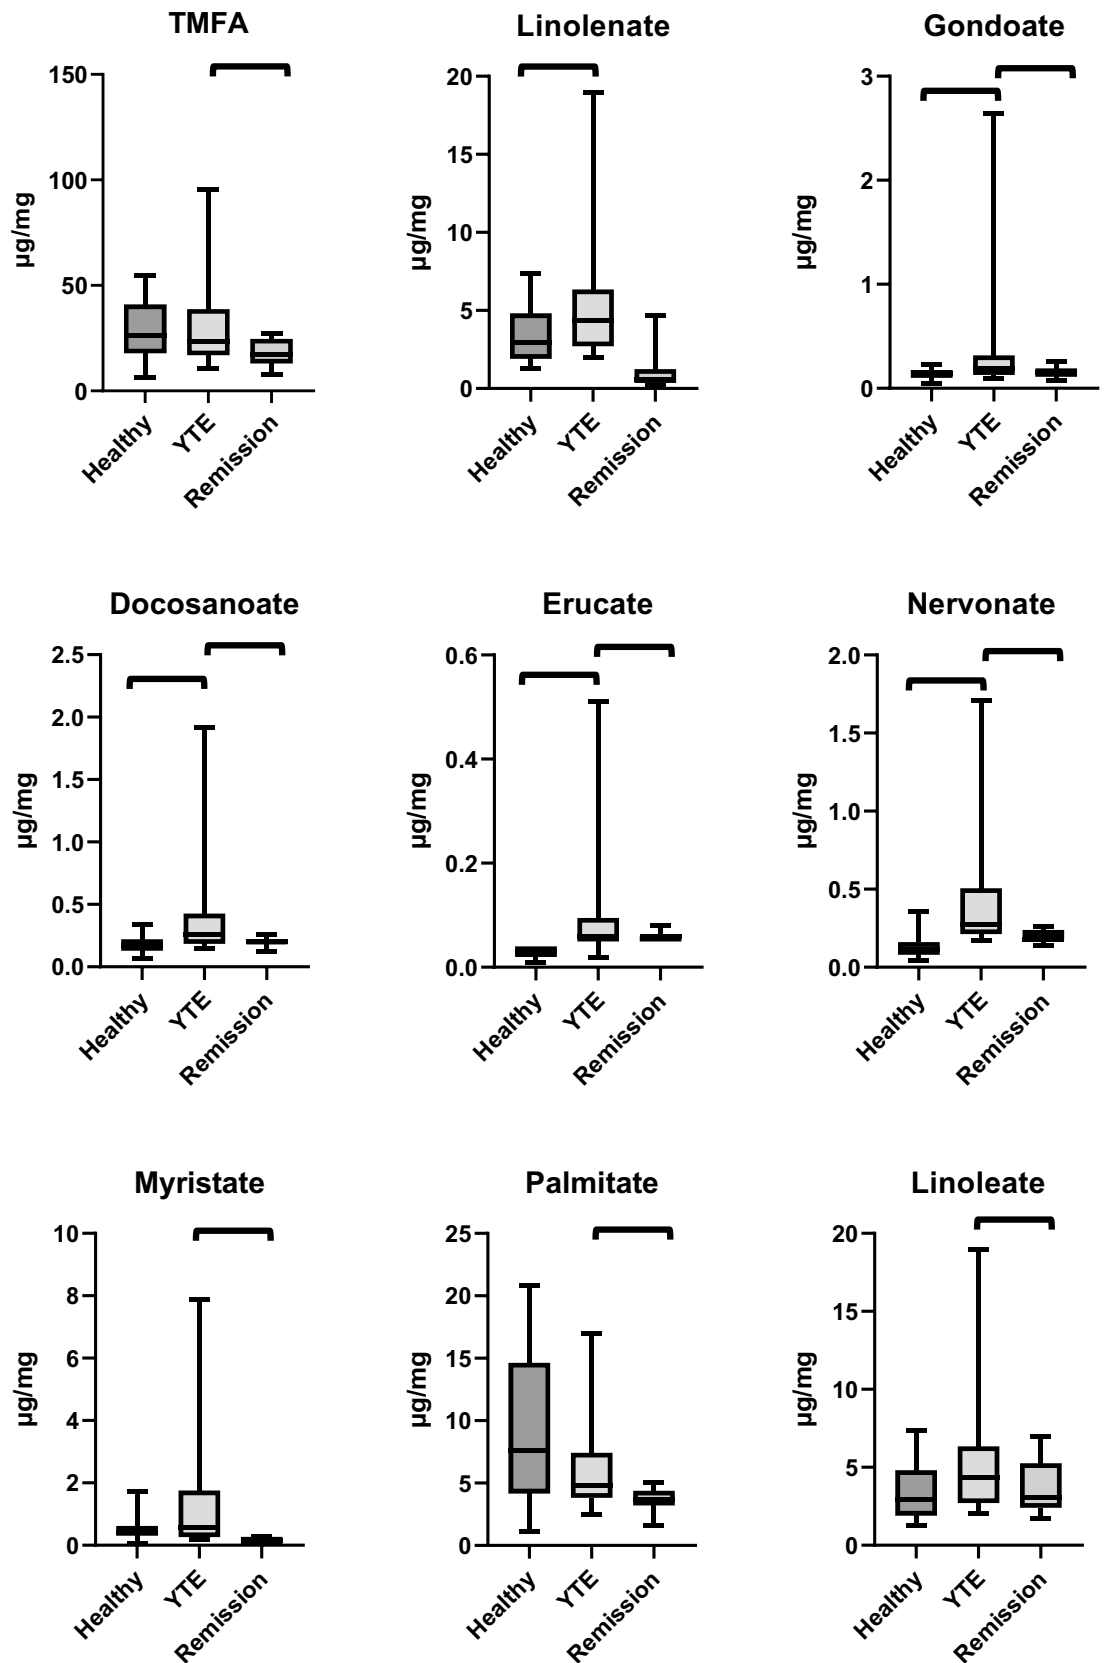 TMFA
150
100
50
0
µg/mg
Healthy
YTE
Remission
Linolenate
20
15
10
5
0
µg/mg
Healthy
YTE
Remission
Gondoate
3
2
1
0
µg/mg
Healthy
YTE
Remission
Docosanoate
2.5
2.0
1.5
1.0
0.5
0.0
µg/mg
Healthy
YTE
Remission
Erucate
0.6
0.4
0.2
0.0
µg/mg
Healthy
YTE
Remission
Nervonate
2.0
1.5
1.0
0.5
0.0
µg/mg
Healthy
YTE
Remission
Myristate
10
8
6
4
2
0
µg/mg
Healthy
YTE
Remission
Palmitate
25
20
15
10
5
0
µg/mg
Healthy
YTE
Remission
Linoleate
20
15
10
5
0
µg/mg
Healthy
YTE
Remission